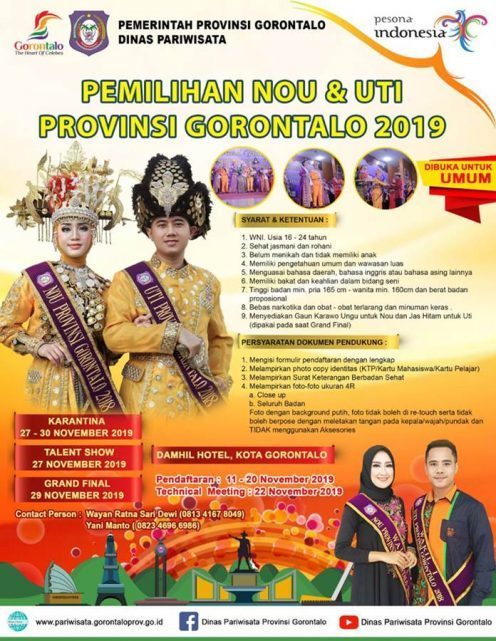 Gorontalo
The Heart Of Celebes
PEMERINTAH PROVINSI GORONTALO
DINAS PARIWISATA
pesona
indonesia
PEMILIHAN NOU & UTI
PROVINSI GORONTALO 2019
DIBUKA UNTUK
UMUM
SYARAT & KETENTUAN :
1. WNI. Usia 16 - 24 tahun
2. Sehat jasmani dan rohani
3. Belum menikah dan tidak memiliki anak
4. Memiliki pengetahuan umum dan wawasan luas
5. Menguasai bahasa daerah, bahasa inggris atau bahasa asing lainnya
6. Memiliki bakat dan keahlian dalam bidang seni
7. Tinggi badan min. pria 165 cm - wanita min. 160cm dan berat badan
proposional
8. Bebas narkotika dan obat - obat terlarang dan minuman keras .
9. Menyediakan Gaun Karawo Ungu untuk Nou dan Jas Hitam untuk Uti
(dipakai pada saat Grand Final)
PERSYARATAN DOKUMEN PENDUKUNG :
1. Mengisi formulir pendaftaran dengan lengkap
2. Melampirkan photo copy identitas (KTP/Kartu Mahasiswa/Kartu Pelajar)
3. Melampirkan Surat Keterangan Berbadan Sehat
4. Melampirkan foto-foto ukuran 4R
a. Close up
b. Seluruh Badan
Foto dengan background putih, foto tidak boleh di re-touch serta tidak
boleh berpose dengan meletakan tangan pada kepala/wajah/pundak dan
TIDAK menggunakan Aksesories
NOU PROVINSI GORONTALO 2018
UTI PROVINSI GORONTALO 2018
KARANTINA
27 - 30 NOVEMBER 2019
TALENT SHOW
27 NOVEMBER 2019
GRAND FINAL
29 NOVEMBER 2019
DAMHIL HOTEL, KOTA GORONTALO
Pendaftaran : 11 - 20 November 2019
Technical Meeting : 22 November 2019
Contact Person : Wayan Ratna Sari Dewi (0813 4167 8049)
Yani Manto ( 0823 4696 6986)
www.pariwisata.gorontaloprov.go.id
Dinas Pariwisata Provinsi Gorontalo
Dinas Pariwisata Provinsi Gorontalo